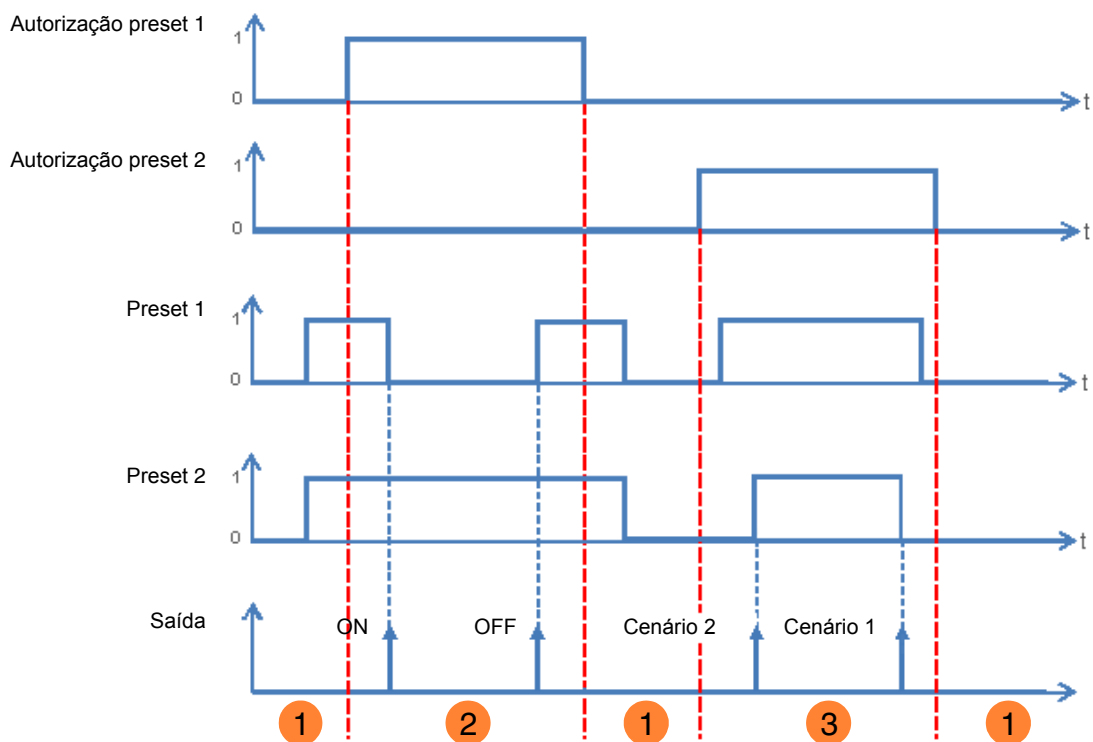 Autorização preset 1
1
0
t
Autorização preset 2
1
0
t
Preset 1
1
0
t
Preset 2
1
0
t
Saída
ON
OFF
Cenário 2
Cenário 1
1
2
1
3
1